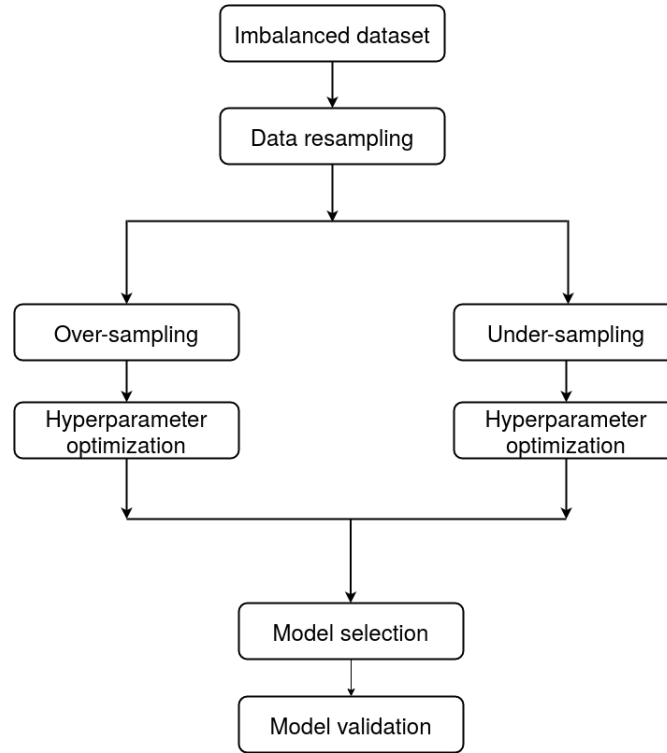 Imbalanced dataset
Data resampling
Over-sampling
Under-sampling
Hyperparameter
optimization
Hyperparameter
optimization
Model selection
Model validation